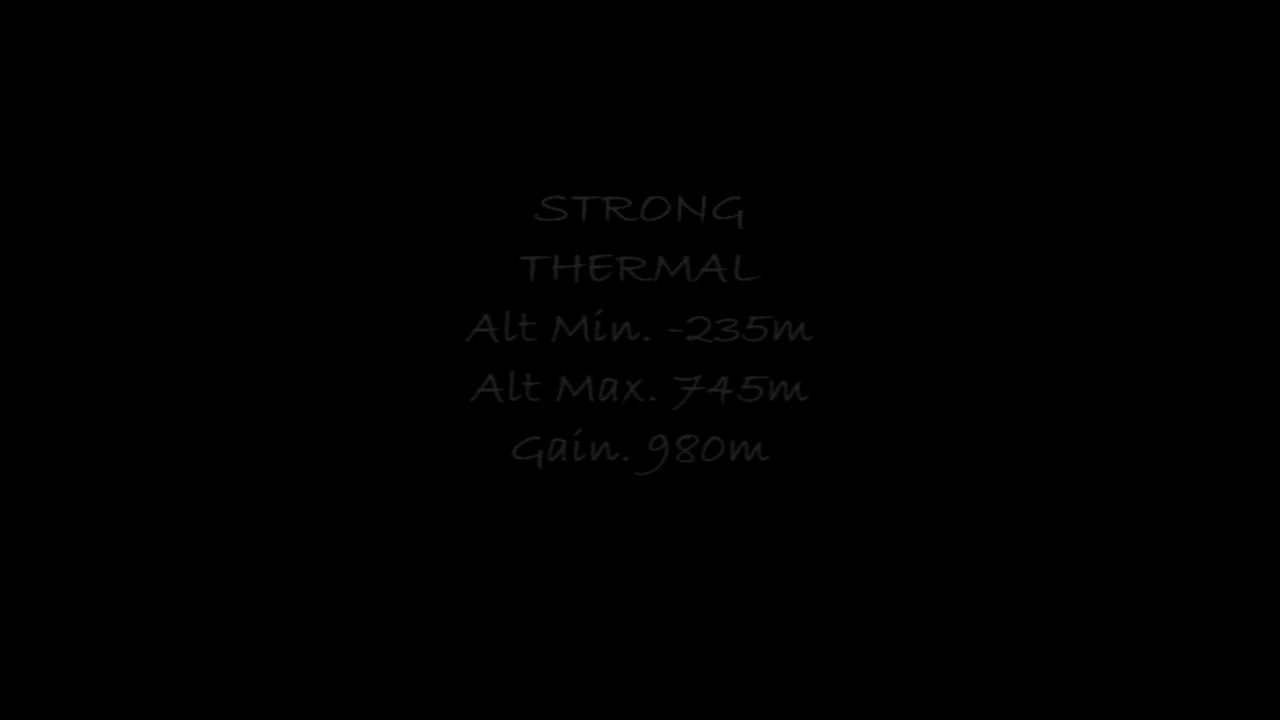 STRONG
THERMAL
Alt Min. -235m
Alt Max. 745m
Gain. 980m